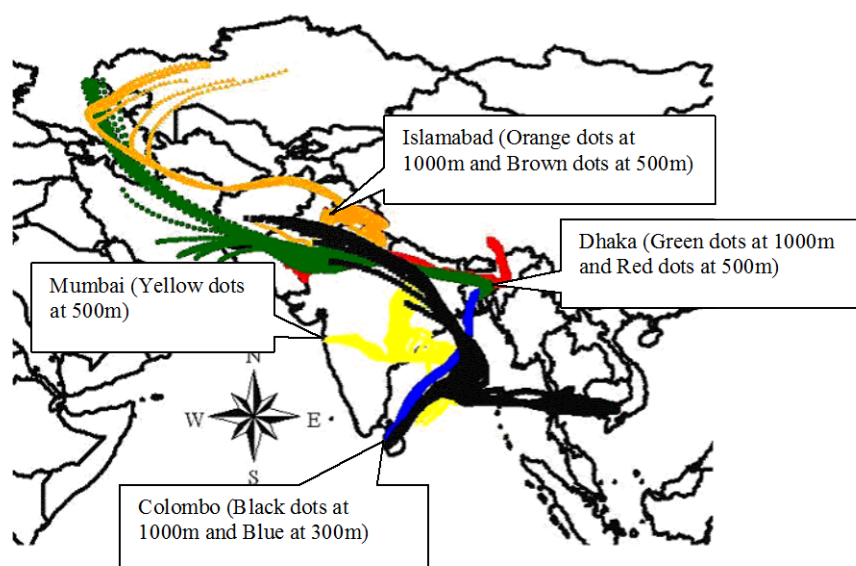 Islamabad (Orange dots at
1000m and Brown dots at 500m)
Dhaka (Green dots at 1000m
and Red dots at 500m)
Mumbai (Yellow dots
at 500m)
N
W
E
S
Colombo (Black dots at
1000m and Blue at 300m)